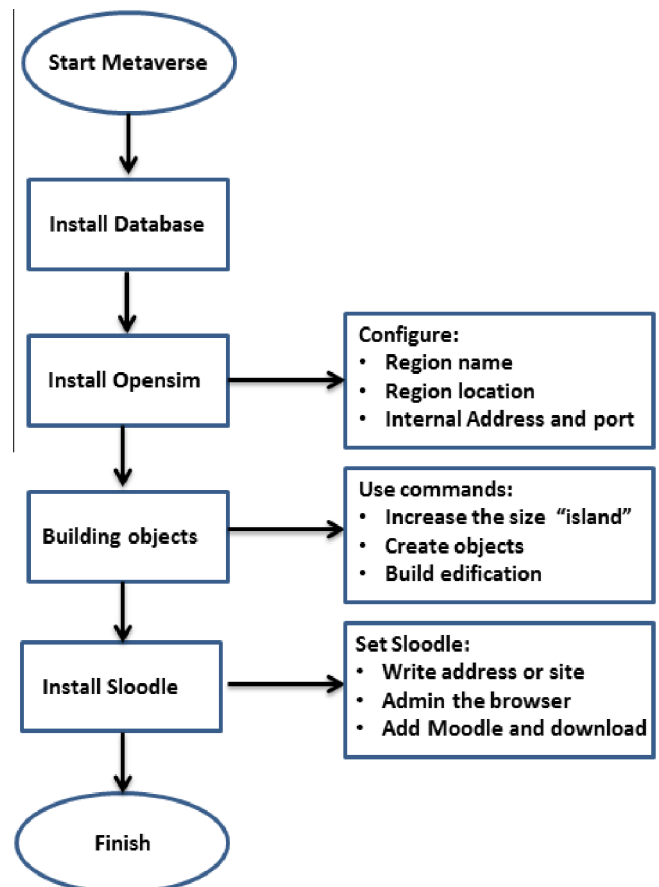 Start Metaverse
Install Database
Install Opensim
Configure:
• Region name
• Region location
• Internal Address and port
Building objects
Use commands:
• Increase the size “island”
• Create objects
• Build edification
Install Sloodle
Set Sloodle:
• Write address or site
• Admin the browser
• Add Moodle and download
Finish